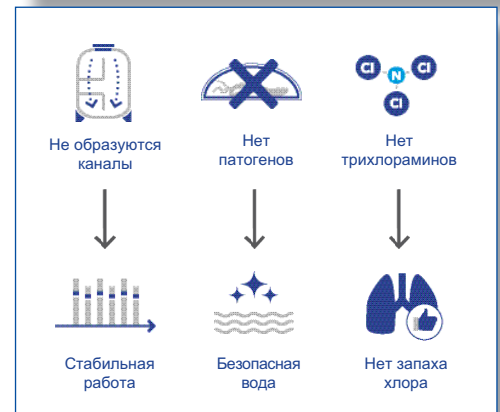 Cl
N
Cl
Cl
Не образуются
каналы
Нет
патогенов
Нет
трихлораминов
Стабильная
работа
Безопасная
вода
Нет запаха
хлора